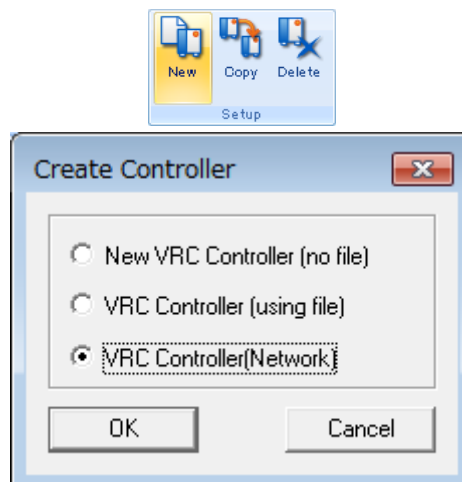 New Copy Delete
Setup
Create Controller
New VRC Controller (no file)
VRC Controller (using file)
VRC Controller(Network)
OK Cancel